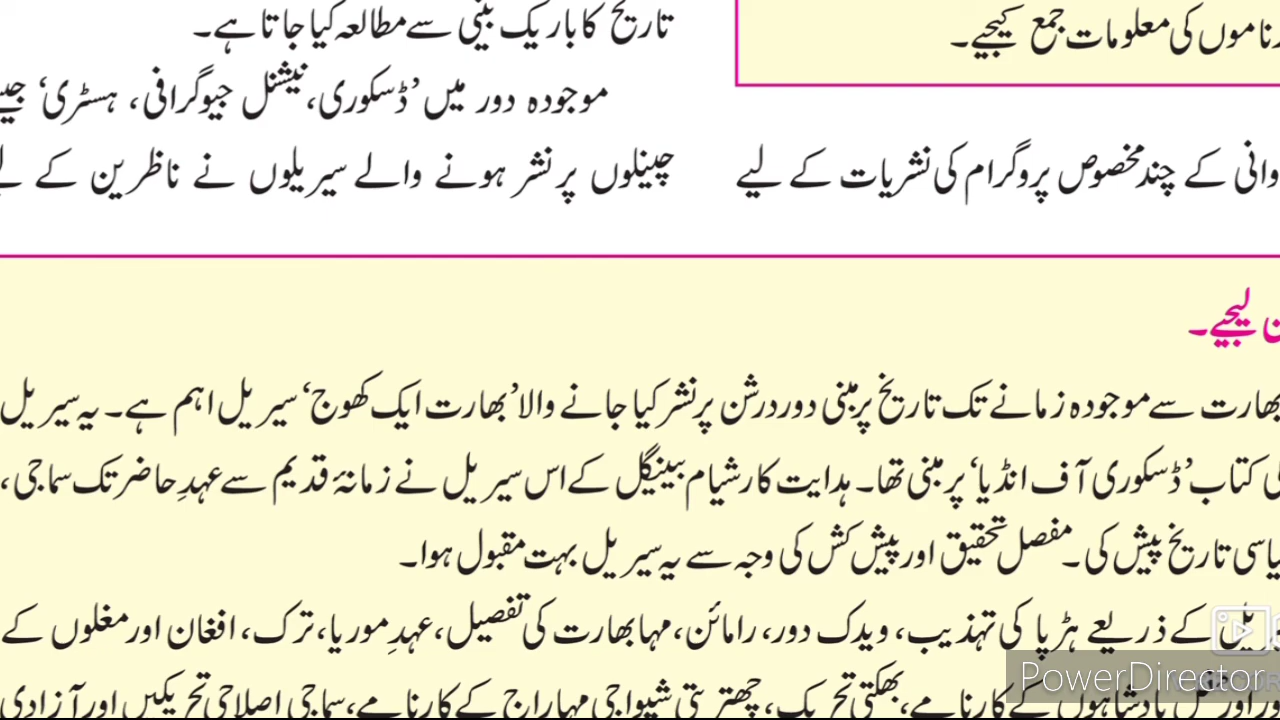 ناموں کی معلومات جمع کیجیے۔
وانی کے چند مخصوص پروگرام کی نشریات کے لیے
تاریخ کا باریک بینی سے مطالعہ کیا جاتا ہے۔
موجودہ دور میں ’ڈسکوری، نیشنل جیوگرافی، ہسٹری‘ جیسے
چینلوں پر نشر ہونے والے سیریلوں نے ناظرین کے
لیجیے۔
بھارت سے موجودہ زمانے تک تاریخ پر مبنی دوردرشن پر نشر کیا جانے والا ’بھارت ایک کھوج‘ سیریل اہم ہے۔ یہ سیریل
کتاب ’ڈسکوری آف انڈیا‘ پر مبنی تھا۔ ہدایت کار شیام بینیگل کے اس سیریل نے زمانۂ قدیم سے عہدِ حاضر تک سماجی،
تاریخ پیش کی۔ مفصل تحقیق اور پیش کش کی وجہ سے یہ سیریل بہت مقبول ہوا۔
کے ذریعے ہڑپا کی تہذیب، ویدک دور، رامائن، مہابھارت کی تفصیل، عہدِ موریا، ترک، افغان اور مغلوں کے
بادشاہوں کے کارنامے، بھکتی تحریک، چھترپتی شیواجی مہاراج کے کارنامے، سماجی اصلاحی تحریکیں اور آزادی
PowerDirector